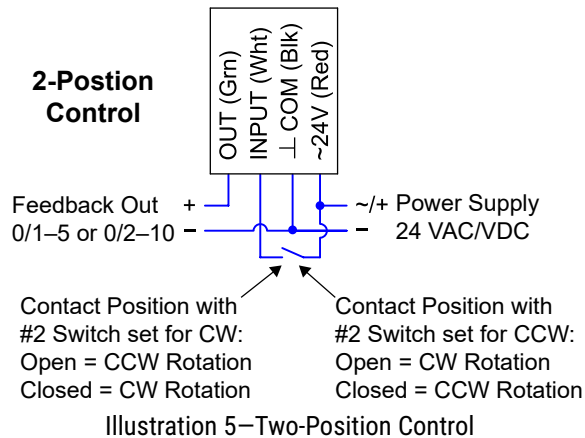 2-Postion
Control
OUT (Grn)
INPUT (Wht)
⊥ COM (Blk)
~24V (Red)
Feedback Out +
0/1–5 or 0/2–10 –
~/+ Power Supply
– 24 VAC/VDC
Contact Position with
#2 Switch set for CW:
Open = CCW Rotation
Closed = CW Rotation
Contact Position with
#2 Switch set for CCW:
Open = CW Rotation
Closed = CCW Rotation
Illustration 5–Two-Position Control